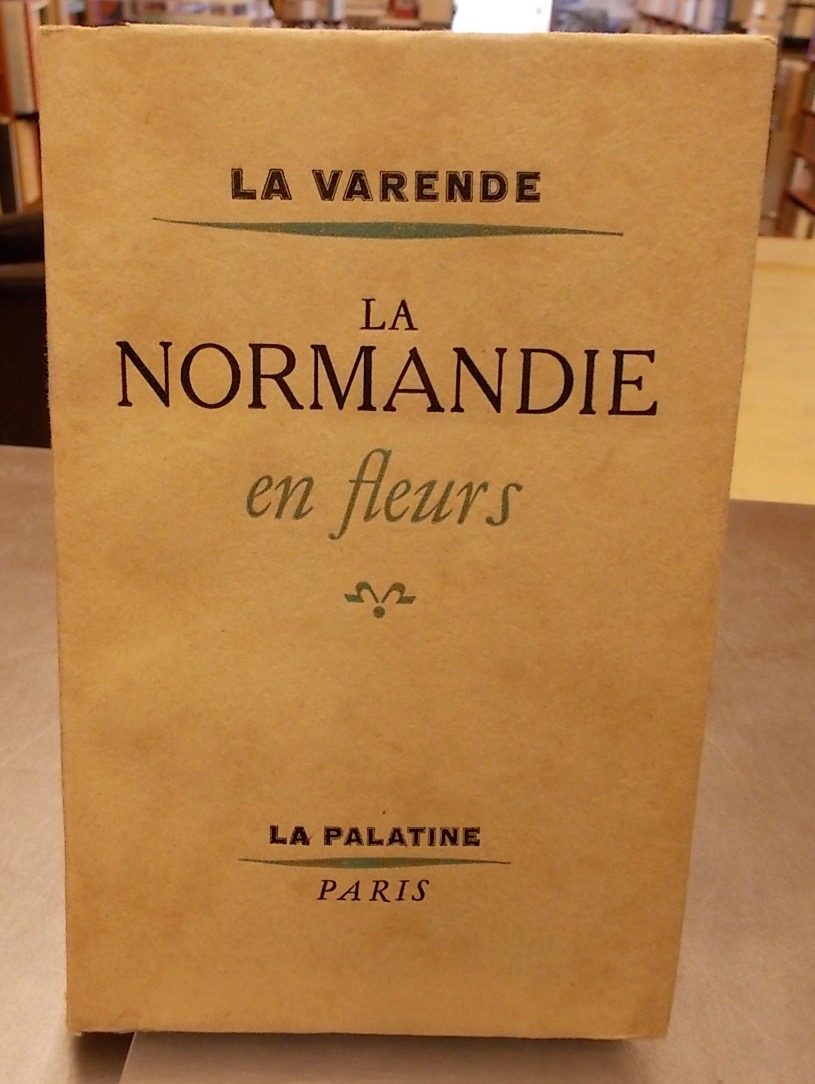 LA VARENDE
LA
NORMANDIE
en fleurs
LA PALATINE
PARIS